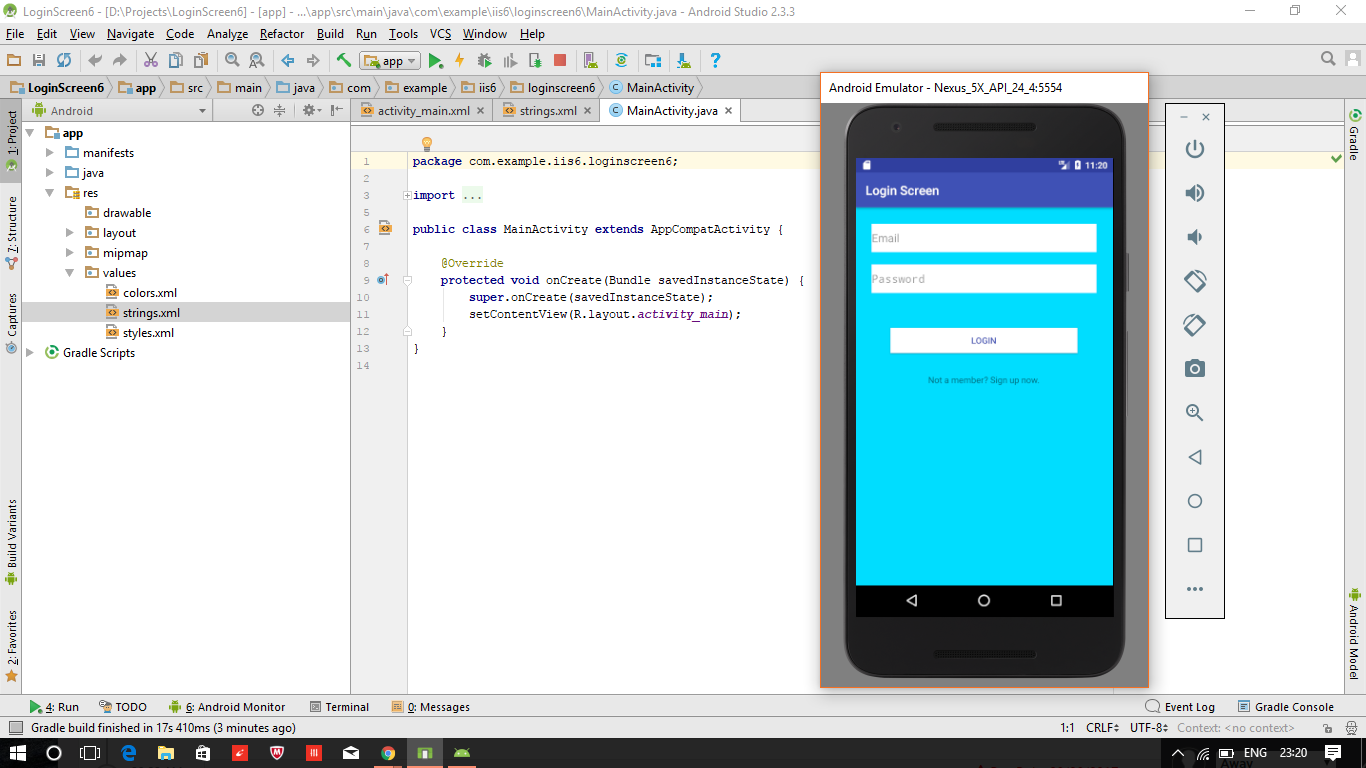 LoginScreen6 - [D:\Projects\LoginScreen6] - [app] - ...\app\src\main\java\com\example\iis6\loginscreen6\MainActivity.java - Android Studio 2.3.3
File Edit View Navigate Code Analyze Refactor Build Run Tools VCS Window Help
app
LoginScreen6 app src main java com example iis6 loginscreen6 MainActivity
Android
activity_main.xml strings.xml MainActivity.java
1: Project
7: Structure
Captures
Build Variants
2: Favorites
app
manifests
java
res
drawable
layout
mipmap
values
colors.xml
strings.xml
styles.xml
Gradle Scripts
1 package com.example.iis6.loginscreen6;
2
3 import ...
5
6 public class MainActivity extends AppCompatActivity {
7
8 @Override
9 protected void onCreate(Bundle savedInstanceState) {
10 super.onCreate(savedInstanceState);
11 setContentView(R.layout.activity_main);
12 }
13 }
14
Android Emulator - Nexus_5X_API_24_4:5554
11:20
Login Screen
Email
Password
LOGIN
Not a member? Sign up now.
Gradle
Android Model
4: Run TODO 6: Android Monitor Terminal 0: Messages Event Log Gradle Console
Gradle build finished in 17s 410ms (3 minutes ago) 1:1 CRLF UTF-8 Context: <no context>
ENG 23:20